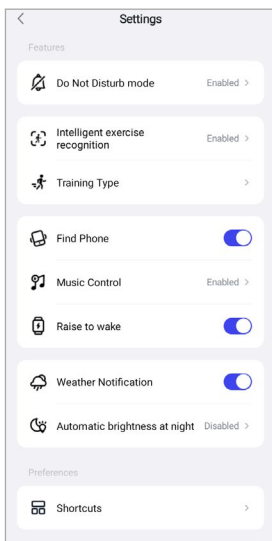 Settings
Features
Do Not Disturb mode Enabled >
Intelligent exercise
recognition Enabled >
Training Type >
Find Phone
Music Control Enabled >
Raise to wake
Weather Notification
Automatic brightness at night Disabled >
Preferences
Shortcuts >